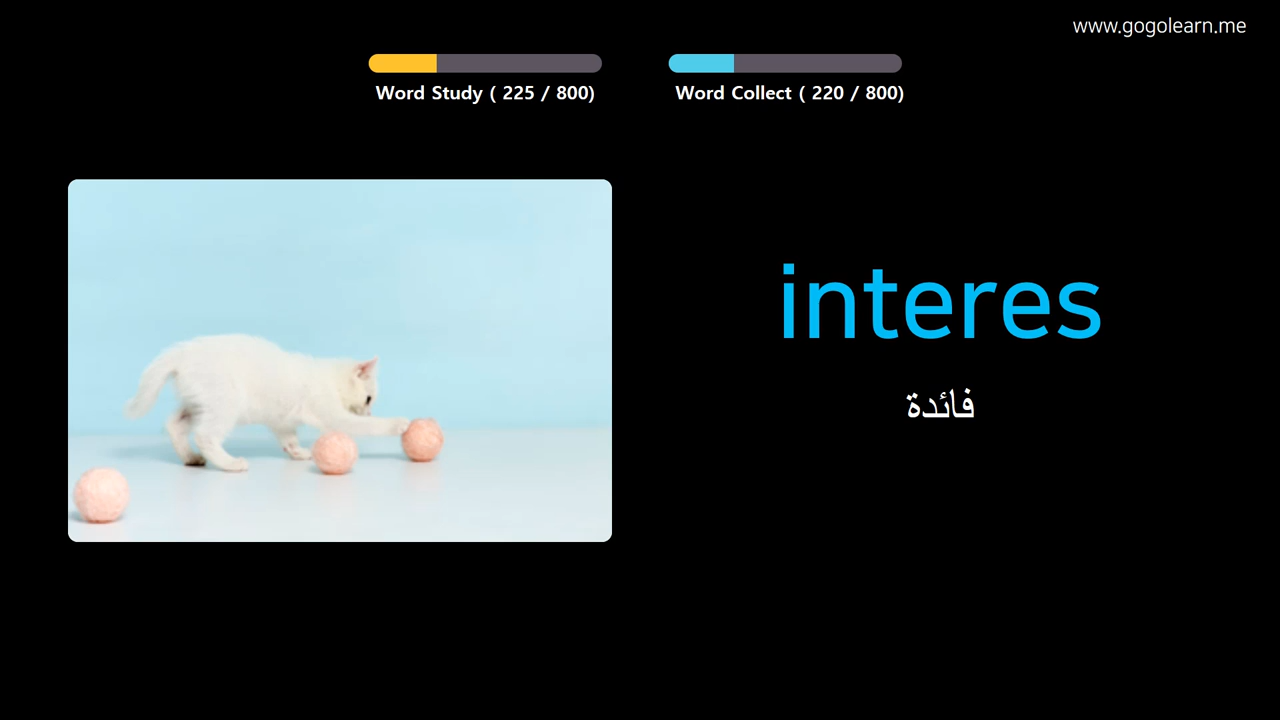 www.gogolearn.me
Word Study ( 225 / 800)
Word Collect ( 220 / 800)
interes
فائدة